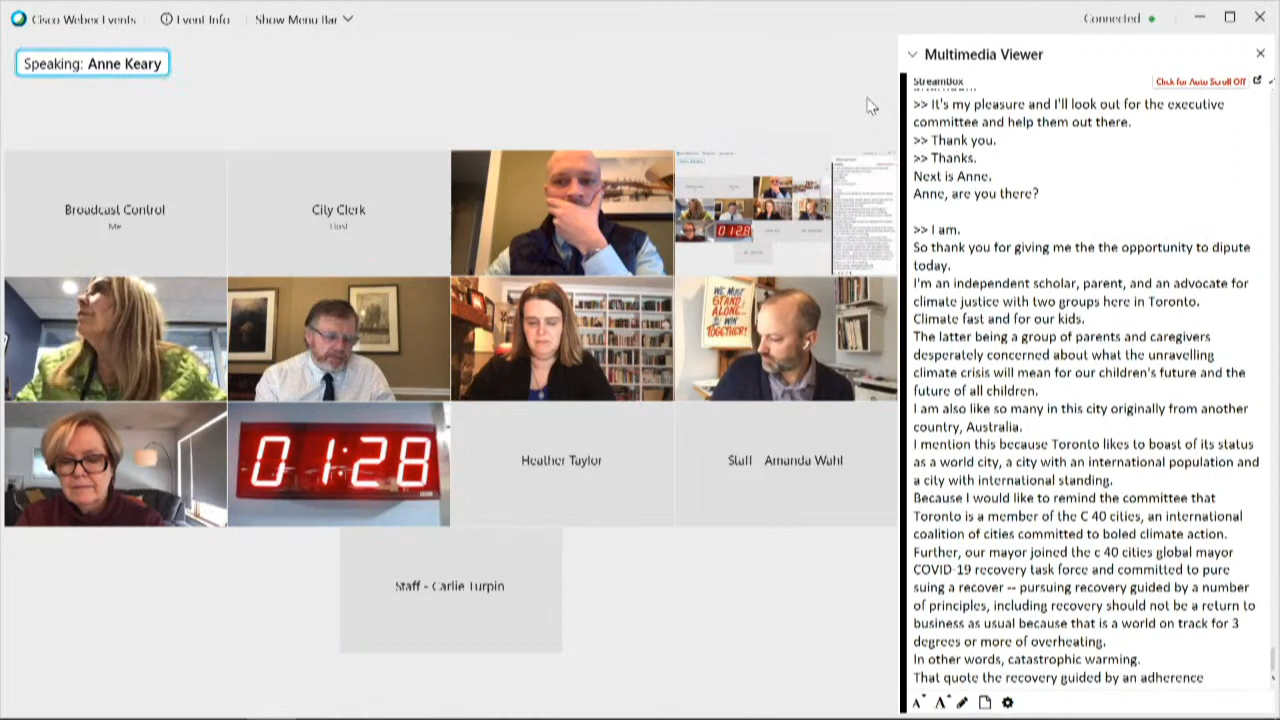 Cisco Webex Events
Event Info
Show Menu Bar
Connected
Speaking: Anne Keary
Multimedia Viewer
StreamBox
Click for Auto Scroll Off
>> It's my pleasure and I'll look out for the executive
committee and help them out there.
>> Thank you.
>> Thanks.
Next is Anne.
Anne, are you there?
>> I am.
So thank you for giving me the the opportunity to dipute
today.
I'm an independent scholar, parent, and an advocate for
climate justice with two groups here in Toronto.
Climate fast and for our kids.
The latter being a group of parents and caregivers
desperately concerned about what the unravelling
climate crisis will mean for our children's future and the
future of all children.
I am also like so many in this city originally from another
country, Australia.
I mention this because Toronto likes to boast of its status
as a world city, a city with an international population and
a city with international standing.
Because I would like to remind the committee that
Toronto is a member of the C 40 cities, an international
coalition of cities committed to boled climate action.
Further, our mayor joined the c 40 cities global mayor
COVID-19 recovery task force and committed to pure
suing a recover -- pursuing recovery guided by a number
of principles, including recovery should not be a return to
business as usual because that is a world on track for 3
degrees or more of overheating.
In other words, catastrophic warming.
That quote the recovery guided by an adherence
Broadcast
Me
City Clerk
Host
WE MUST
STAND
ALONE...
TO WIN
TOGETHER!
01:28
01:28
Heather Taylor
Staff Amanda Wahl
Staff - Carlie Turpin